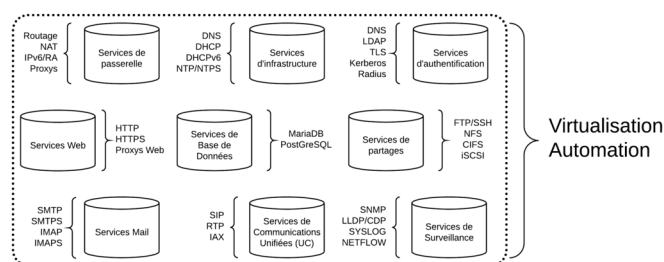 Routage
NAT
IPv6/RA
Proxys
Services de
passerelle
DNS
DHCP
DHCPv6
NTP/NTPS
Services
d'infrastructure
DNS
LDAP
TLS
Kerberos
Radius
Services
d'authentification
Services Web
HTTP
HTTPS
Proxys Web
Services de
Base de
Données
MariaDB
PostGreSQL
Services de
partages
FTP/SSH
NFS
CIFS
iSCSI
Virtualisation
Automation
SMTP
SMTPS
IMAP
IMAPS
Services Mail
SIP
RTP
IAX
Services de
Communications
Unifiées (UC)
SNMP
LLDP/CDP
SYSLOG
NETFLOW
Services de
Surveillance